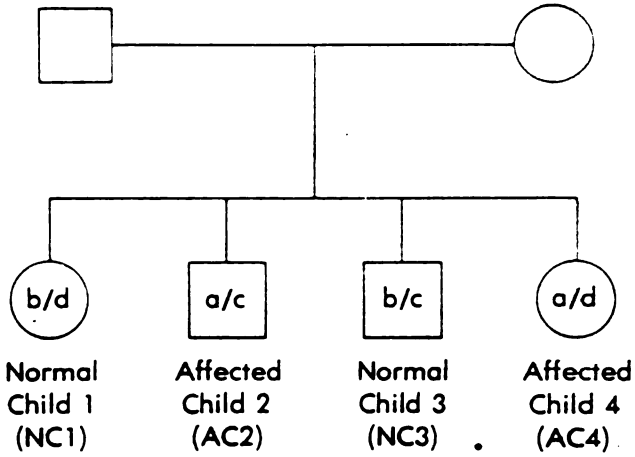 b/d a/c b/c a/d
Normal Affected Normal Affected
Child 1 Child 2 Child 3 Child 4
(NC1) (AC2) (NC3) (AC4)